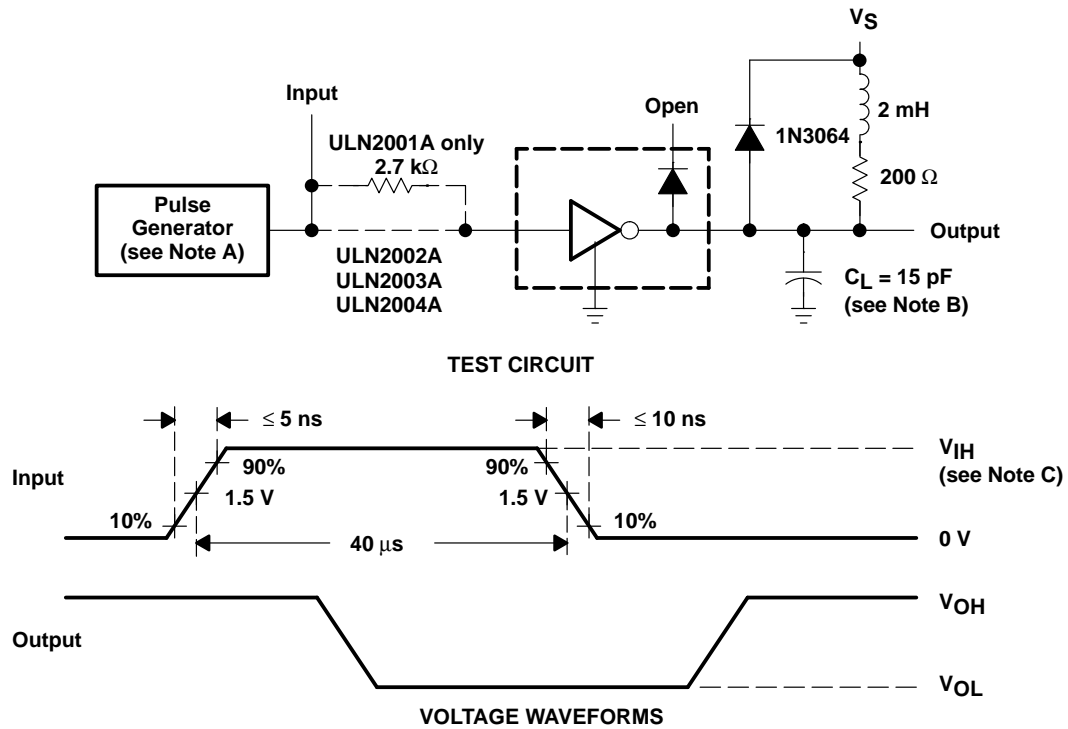 VS
Input
Open
2 mH
ULN2001A only
2.7 kΩ
1N3064
200 Ω
Pulse
Generator
(see Note A)
Output
ULN2002A
ULN2003A
ULN2004A
CL = 15 pF
(see Note B)
TEST CIRCUIT
≤ 5 ns
≤ 10 ns
VIH
(see Note C)
Input
90%
90%
1.5 V
1.5 V
10%
10%
40 μs
0 V
VOH
Output
VOL
VOLTAGE WAVEFORMS